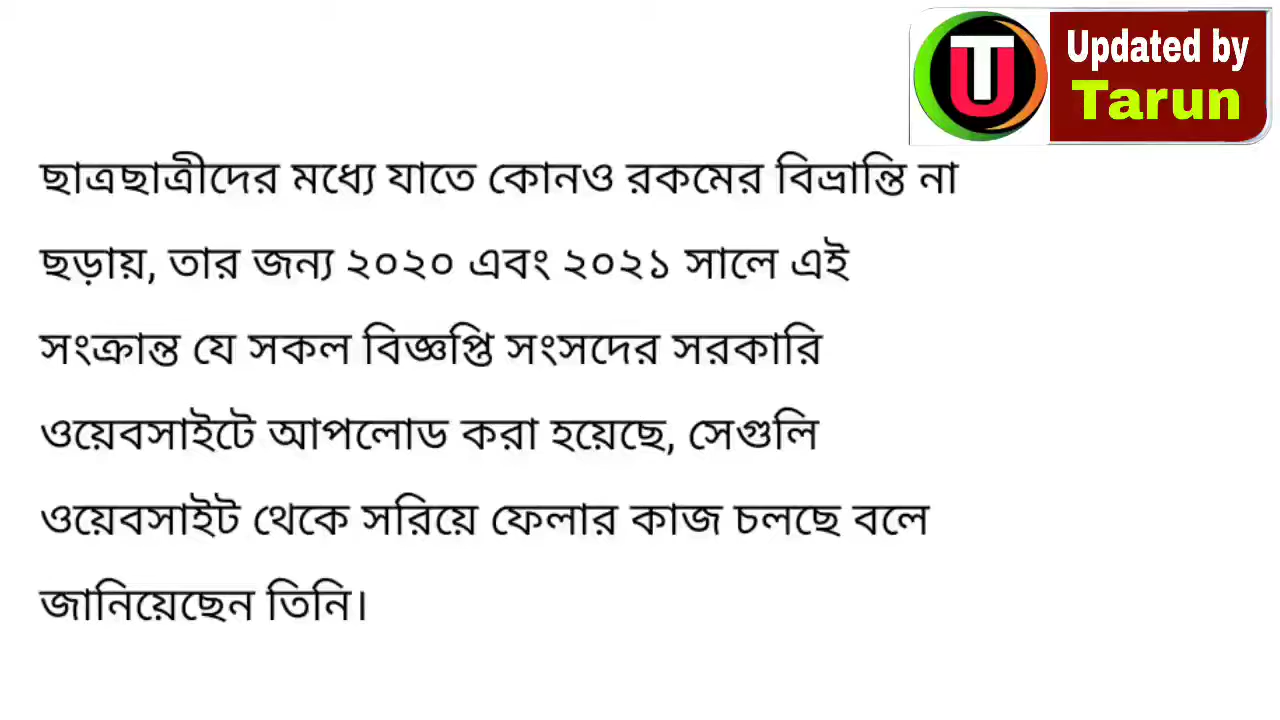 TU
Updated by
Tarun
ছাত্রছাত্রীদের মধ্যে যাতে কোনও রকমের বিভ্রান্তি না
ছড়ায়, তার জন্য ২০২০ এবং ২০২১ সালে এই
সংক্রান্ত যে সকল বিজ্ঞপ্তি সংসদের সরকারি
ওয়েবসাইটে আপলোড করা হয়েছে, সেগুলি
ওয়েবসাইট থেকে সরিয়ে ফেলার কাজ চলছে বলে
জানিয়েছেন তিনি।